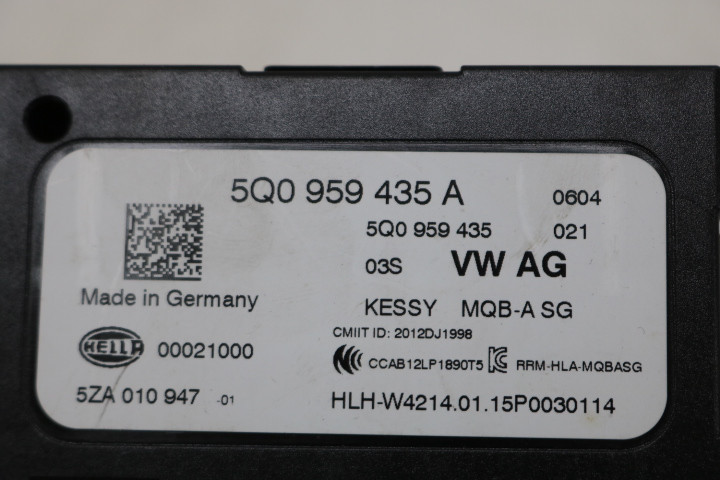 5Q0 959 435 A 0604
5Q0 959 435 021
03S VW AG
Made in Germany
KESSY MQB-A SG
CMIIT ID: 2012DJ1998
HELLA 00021000
CCAB12LP1890T5 RRM-HLA-MQBASG
5ZA 010 947 -01
HLH-W4214.01.15P0030114